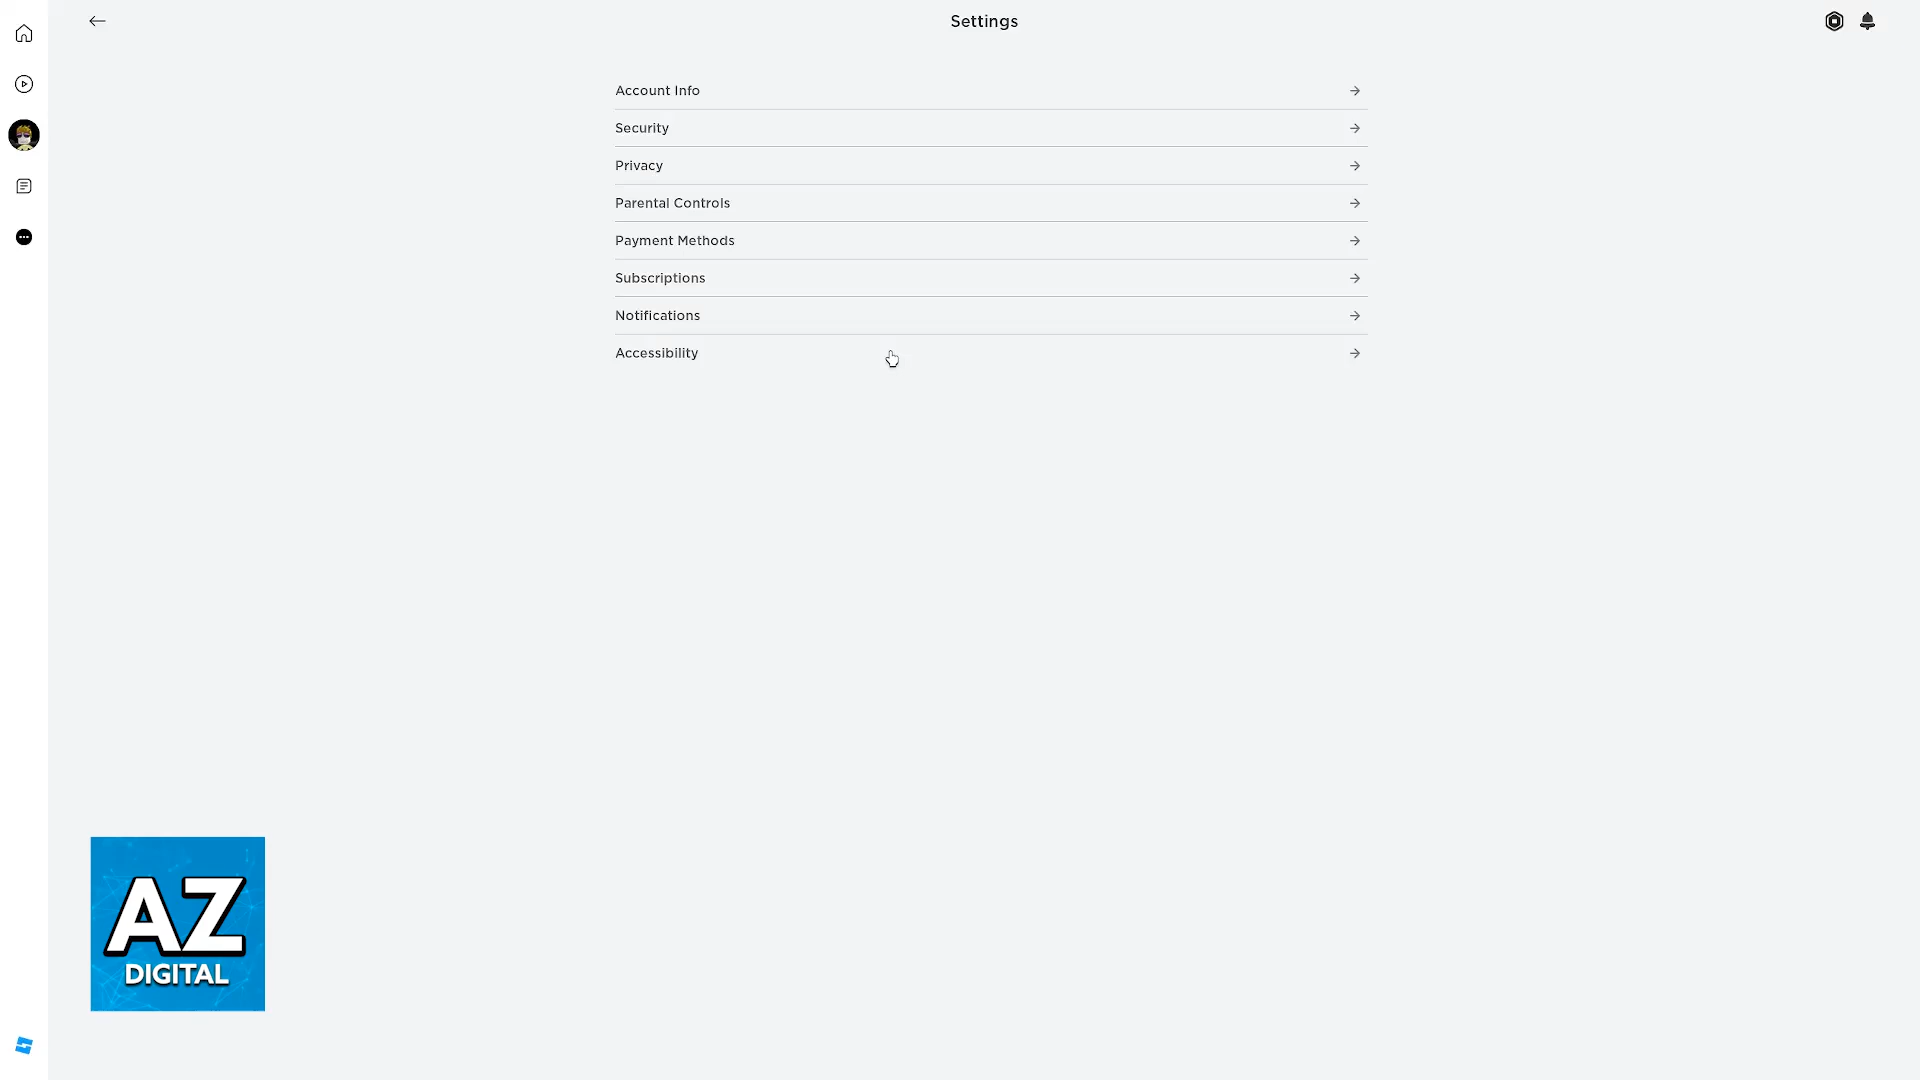 Settings
Account Info
Security
Privacy
Parental Controls
Payment Methods
Subscriptions
Notifications
Accessibility
AZ
DIGITAL